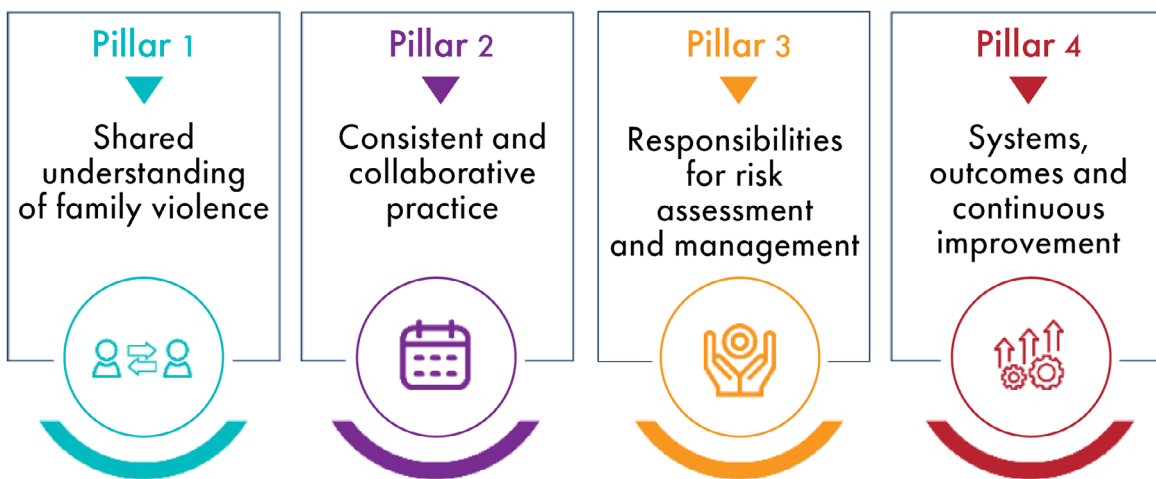 Pillar 1
Shared
understanding
of family violence
Pillar 2
Consistent and
collaborative
practice
Pillar 3
Responsibilities
for risk
assessment
and management
Pillar 4
Systems,
outcomes and
continuous
improvement